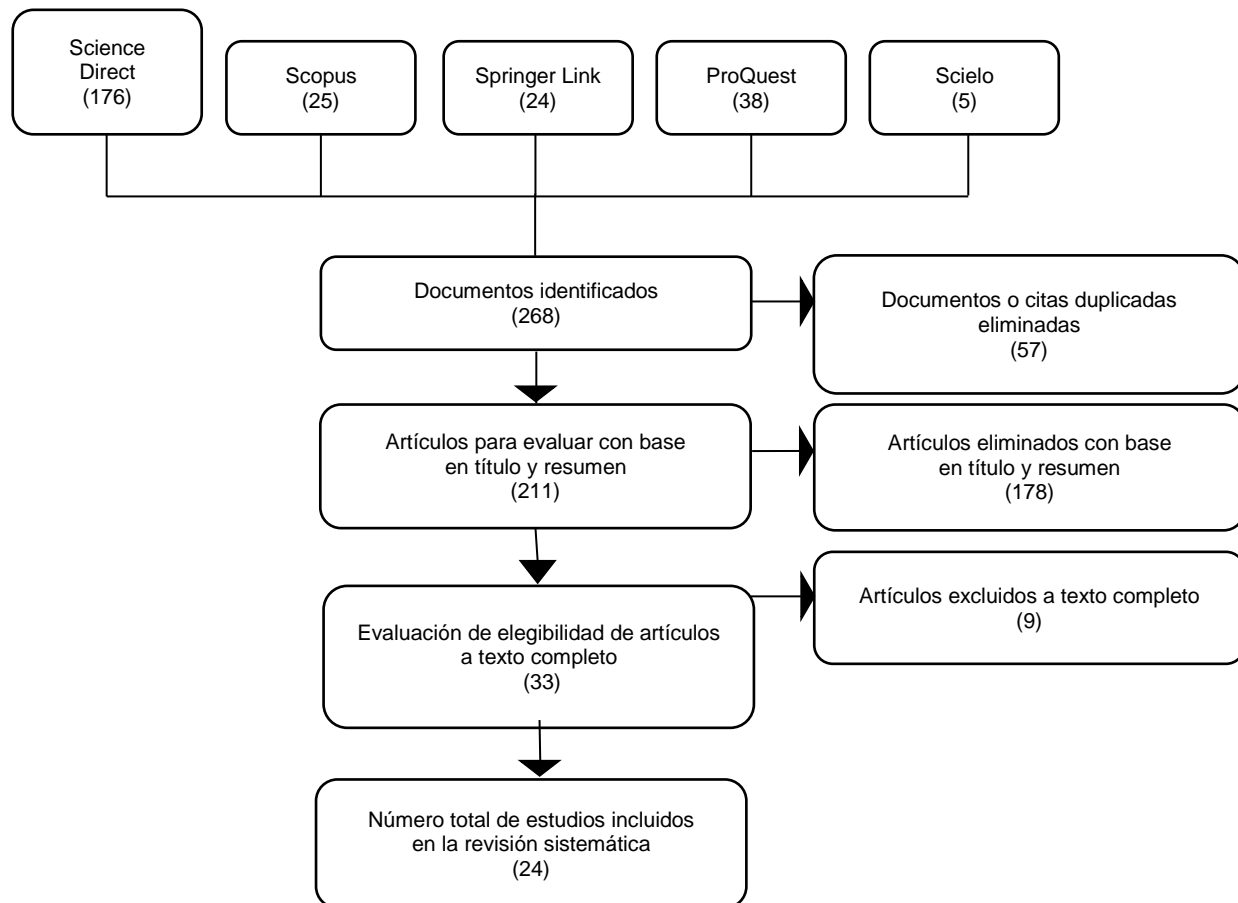 Science
Direct
(176)
Scopus
(25)
Springer Link
(24)
ProQuest
(38)
Scielo
(5)
Documentos identificados
(268)
Documentos o citas duplicadas
eliminadas
(57)
Artículos para evaluar con base
en título y resumen
(211)
Artículos eliminados con base
en título y resumen
(178)
Evaluación de elegibilidad de artículos
a texto completo
(33)
Artículos excluidos a texto completo
(9)
Número total de estudios incluidos
en la revisión sistemática
(24)